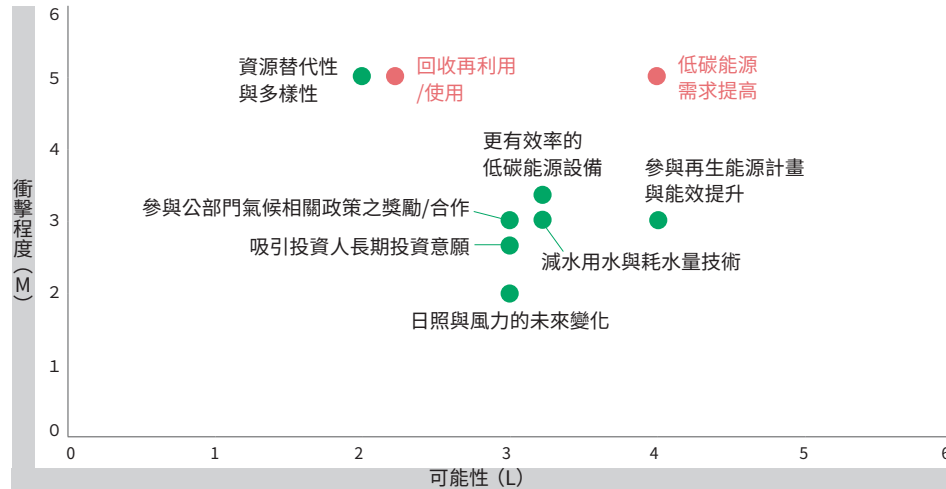 6
5
4
3
2
1
0
衝擊程度（M）
資源替代性
與多樣性
回收再利用
/使用
低碳能源
需求提高
更有效率的
低碳能源設備
參與再生能源計畫
與能效提升
參與公部門氣候相關政策之獎勵/合作
吸引投資人長期投資意願
減水用水與耗水量技術
日照與風力的未來變化
0
1
2
3
4
5
6
可能性（L）